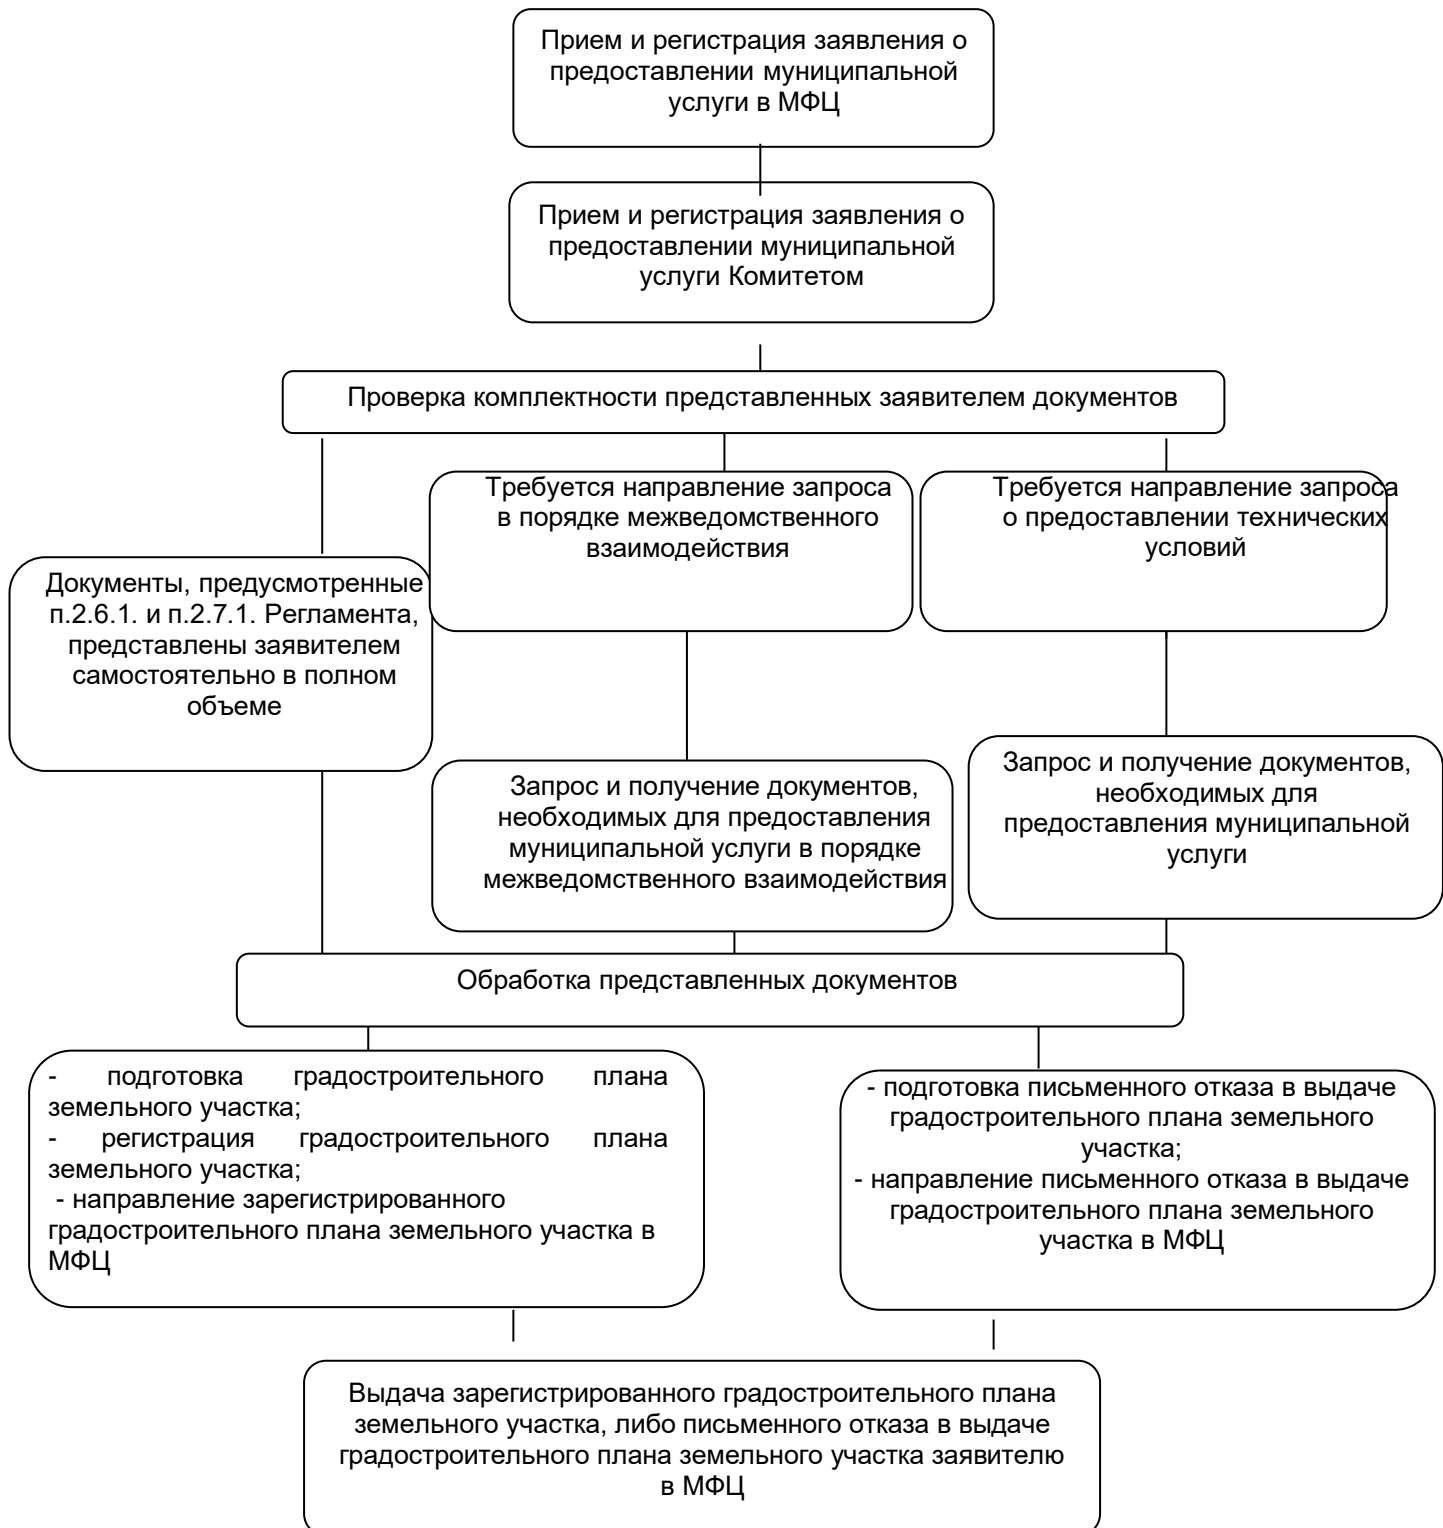 Прием и регистрация заявления о
предоставлении муниципальной
услуги в МФЦ
Прием и регистрация заявления о
предоставлении муниципальной
услуги Комитетом
Проверка комплектности представленных заявителем документов
Документы, предусмотренные
п.2.6.1. и п.2.7.1. Регламента,
представлены заявителем
самостоятельно в полном
объеме
Требуется направление запроса
в порядке межведомственного
взаимодействия
Требуется направление запроса
о предоставлении технических
условий
Запрос и получение документов,
необходимых для предоставления
муниципальной услуги в порядке
межведомственного взаимодействия
Запрос и получение документов,
необходимых для
предоставления муниципальной
услуги
Обработка представленных документов
- подготовка градостроительного плана
земельного участка;
- регистрация градостроительного плана
земельного участка;
- направление зарегистрированного
градостроительного плана земельного участка в
МФЦ
- подготовка письменного отказа в выдаче
градостроительного плана земельного
участка;
- направление письменного отказа в выдаче
градостроительного плана земельного
участка в МФЦ
Выдача зарегистрированного градостроительного плана
земельного участка, либо письменного отказа в выдаче
градостроительного плана земельного участка заявителю
в МФЦ